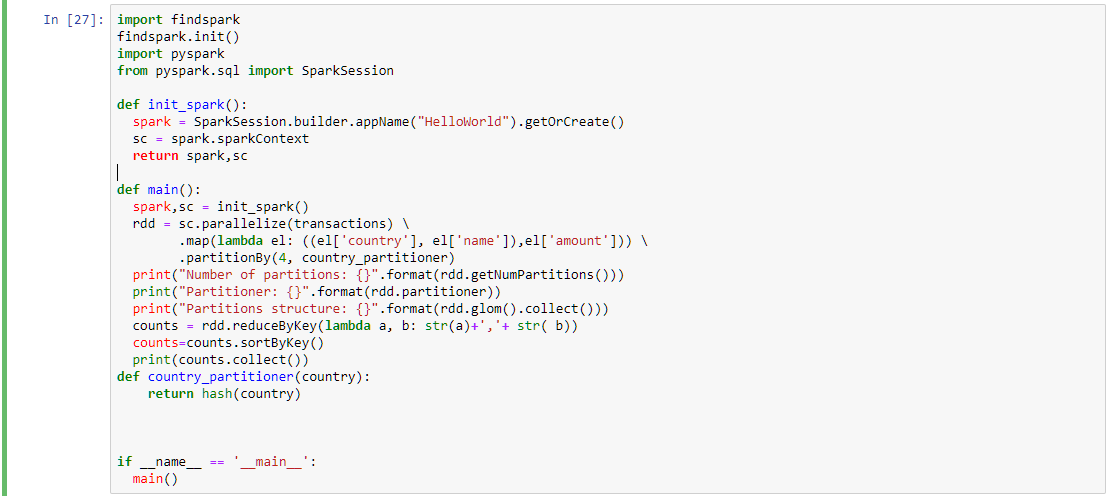 In [27]:
import findspark
findspark.init()
import pyspark
from pyspark.sql import SparkSession

def init_spark():
  spark = SparkSession.builder.appName("HelloWorld").getOrCreate()
  sc = spark.sparkContext
  return spark,sc

def main():
  spark,sc = init_spark()
  rdd = sc.parallelize(transactions) \
        .map(lambda el: ((el['country'], el['name']),el['amount'])) \
        .partitionBy(4, country_partitioner)
  print("Number of partitions: {}".format(rdd.getNumPartitions()))
  print("Partitioner: {}".format(rdd.partitioner))
  print("Partitions structure: {}".format(rdd.glom().collect()))
  counts = rdd.reduceByKey(lambda a, b: str(a)+','+ str( b))
  counts=counts.sortByKey()
  print(counts.collect())
def country_partitioner(country):
    return hash(country)

if __name__ == '__main__':
  main()